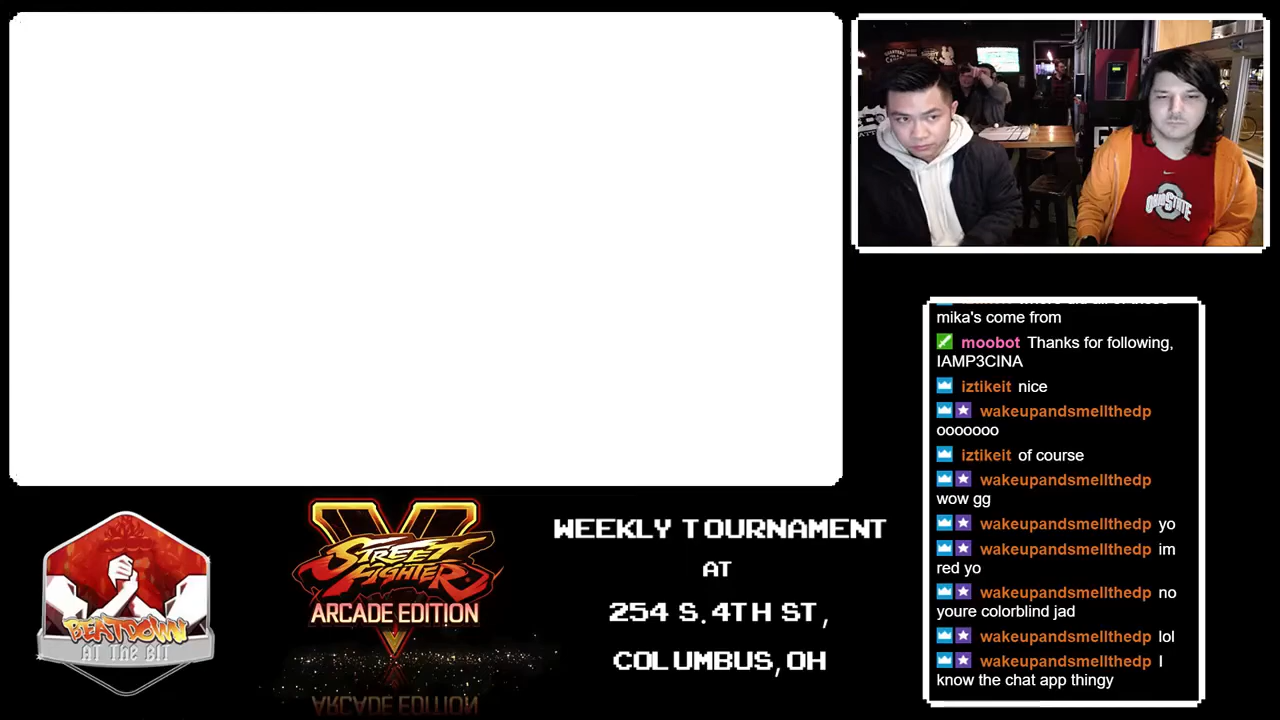 OHIO STATE
mika's come from
moobot Thanks for following,
IAMP3CINA
iztikeit nice
wakeupandsmellthedp
ooooooo
iztikeit of course
wakeupandsmellthedp
wow gg
wakeupandsmellthedp yo
wakeupandsmellthedp im
red yo
wakeupandsmellthedp no
youre colorblind jad
wakeupandsmellthedp lol
wakeupandsmellthedp I
know the chat app thingy
BEATDOWN
AT THE BIT
V
STREET
FIGHTER
ARCADE EDITION
WEEKLY TOURNAMENT
AT
254 S. 4TH ST,
COLUMBUS, OH